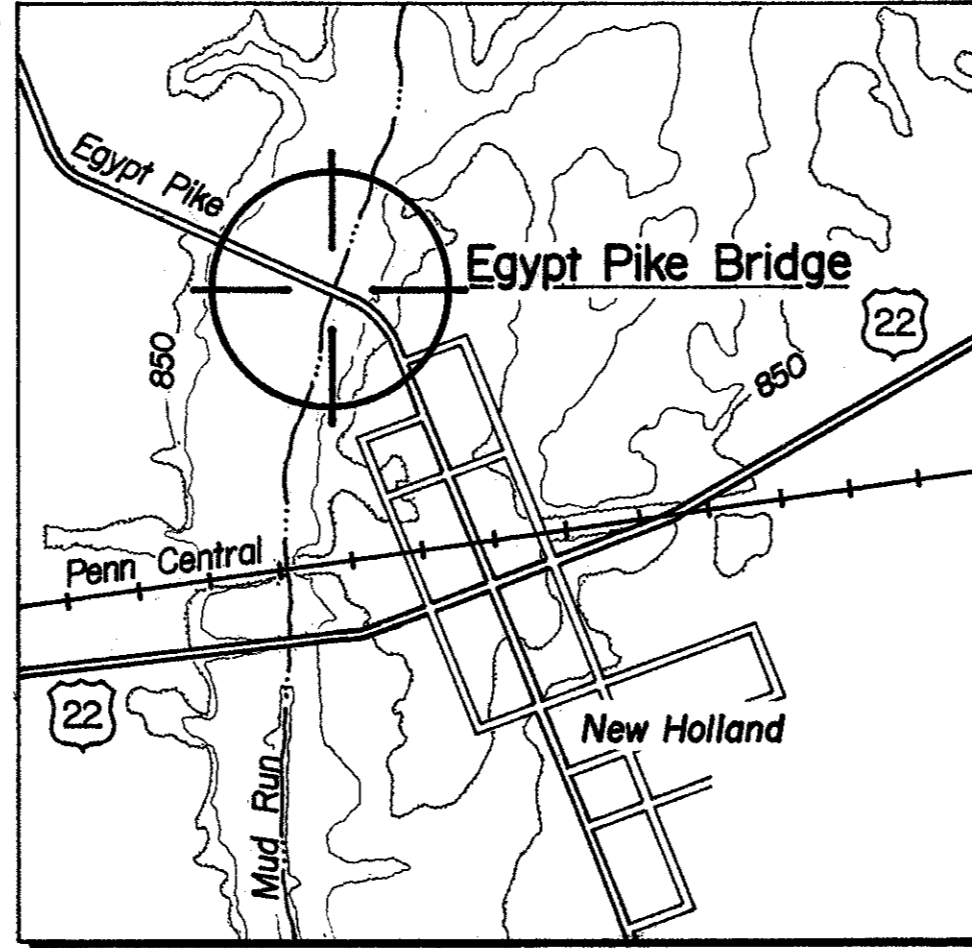 Egypt Pike
Egypt Pike Bridge
22
850
850
Penn Central
22
New Holland
Mud Run